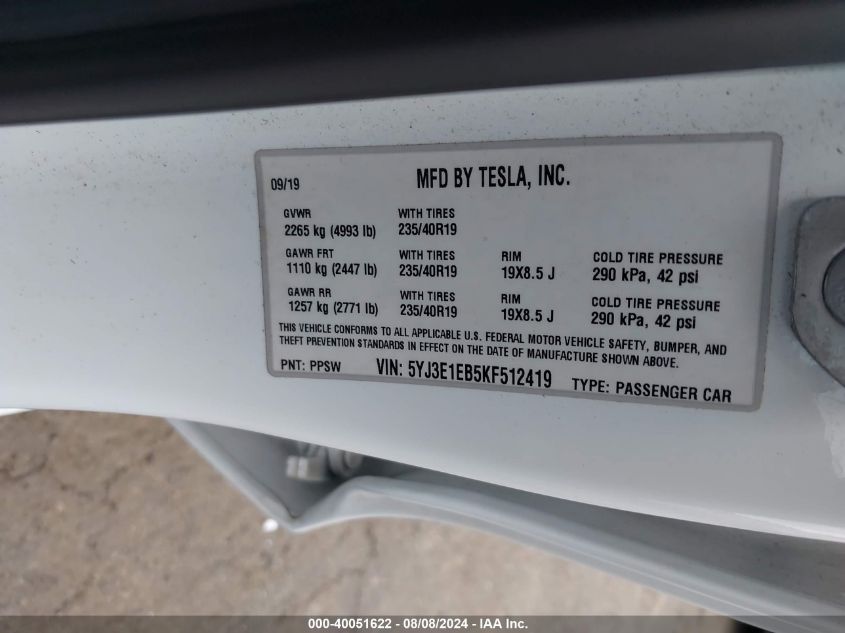 09/19 MFD BY TESLA, INC.
GVWR WITH TIRES
2265 kg (4993 lb) 235/40R19
GAWR FRT WITH TIRES RIM COLD TIRE PRESSURE
1110 kg (2447 lb) 235/40R19 19X8.5 J 290 kPa, 42 psi
GAWR RR WITH TIRES RIM COLD TIRE PRESSURE
1257 kg (2771 lb) 235/40R19 19X8.5 J 290 kPa, 42 psi
THIS VEHICLE CONFORMS TO ALL APPLICABLE U.S. FEDERAL MOTOR VEHICLE SAFETY, BUMPER, AND
THEFT PREVENTION STANDARDS IN EFFECT ON THE DATE OF MANUFACTURE SHOWN ABOVE.
PNT: PPSW VIN: 5YJ3E1EB5KF512419 TYPE: PASSENGER CAR
000-40051622 - 08/08/2024 - IAA Inc.